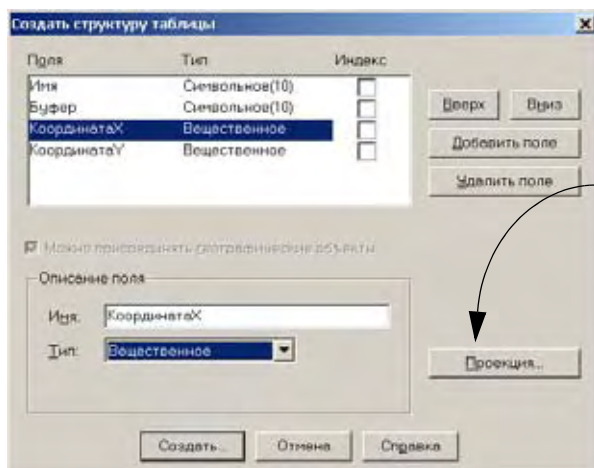 Создать структуру таблицы
Поля Тип Индекс
Имя Символьное(10)
Буфер Символьное(10)
КоординатаX Вещественное
КоординатаY Вещественное
Вверх Вниз
Добавить поле
Удалить поле
Можно присоединять географические объекты
Описание поля
Имя: КоординатаX
Тип: Вещественное
Проекция...
Создать... Отмена Справка